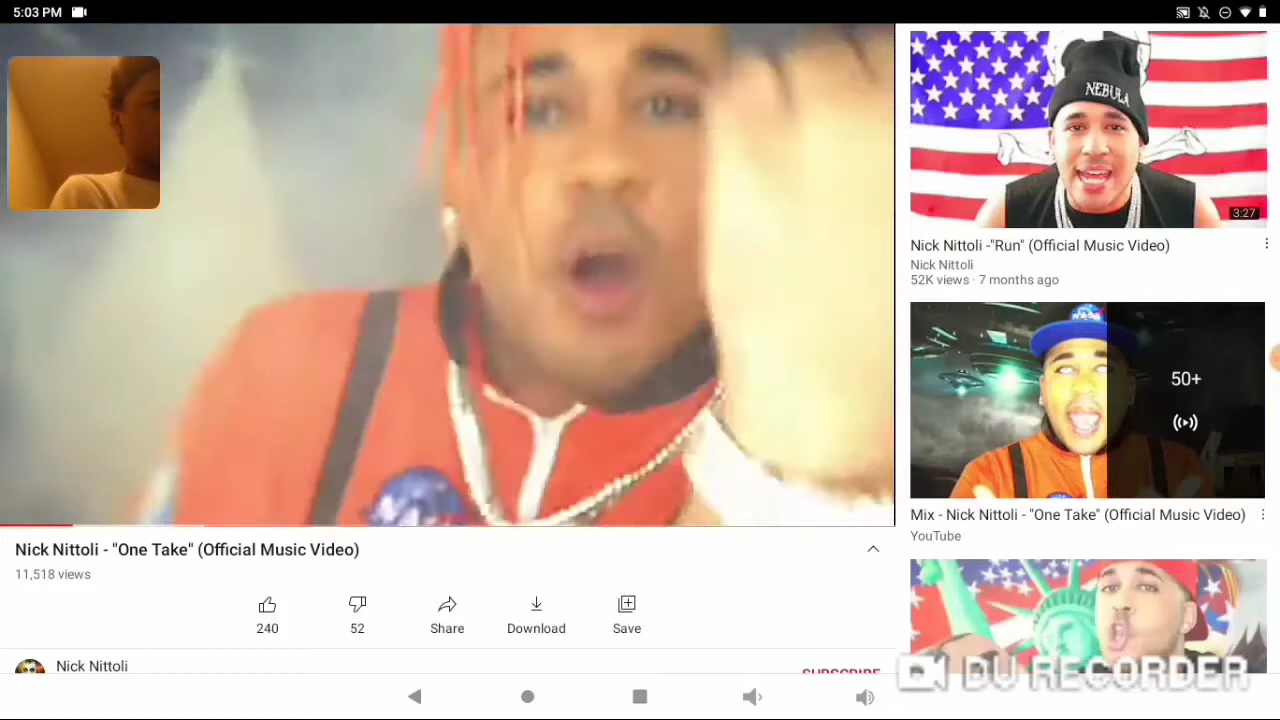 5:03 PM
NEBULA
3:27
Nick Nittoli -"Run" (Official Music Video)
Nick Nittoli
52K views · 7 months ago
50+
Mix - Nick Nittoli - "One Take" (Official Music Video)
YouTube
Nick Nittoli - "One Take" (Official Music Video)
11,518 views
240
52
Share
Download
Save
Nick Nittoli
SUBSCRIBE
DU RECORDER